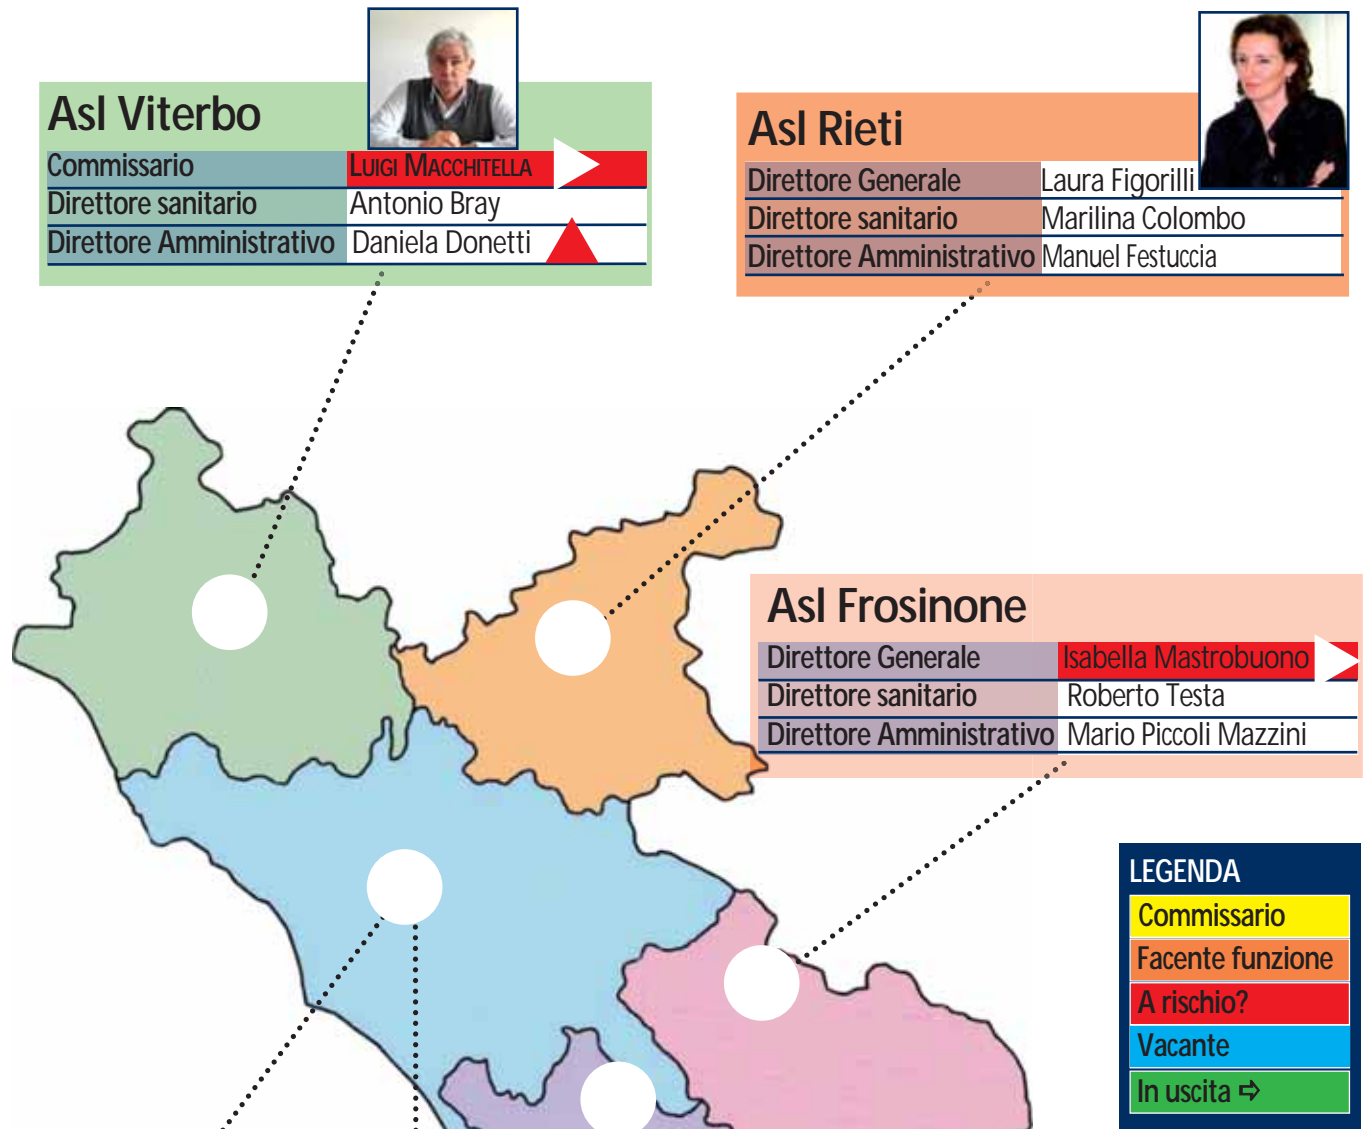 Asl Viterbo
Commissario LUIGI MACCHITELLA
Direttore sanitario Antonio Bray
Direttore Amministrativo Daniela Donetti
Asl Rieti
Direttore Generale Laura Figorilli
Direttore sanitario Marilina Colombo
Direttore Amministrativo Manuel Festuccia
Asl Frosinone
Direttore Generale Isabella Mastrobuono
Direttore sanitario Roberto Testa
Direttore Amministrativo Mario Piccoli Mazzini
LEGENDA
Commissario
Facente funzione
A rischio?
Vacante
In uscita ⇨